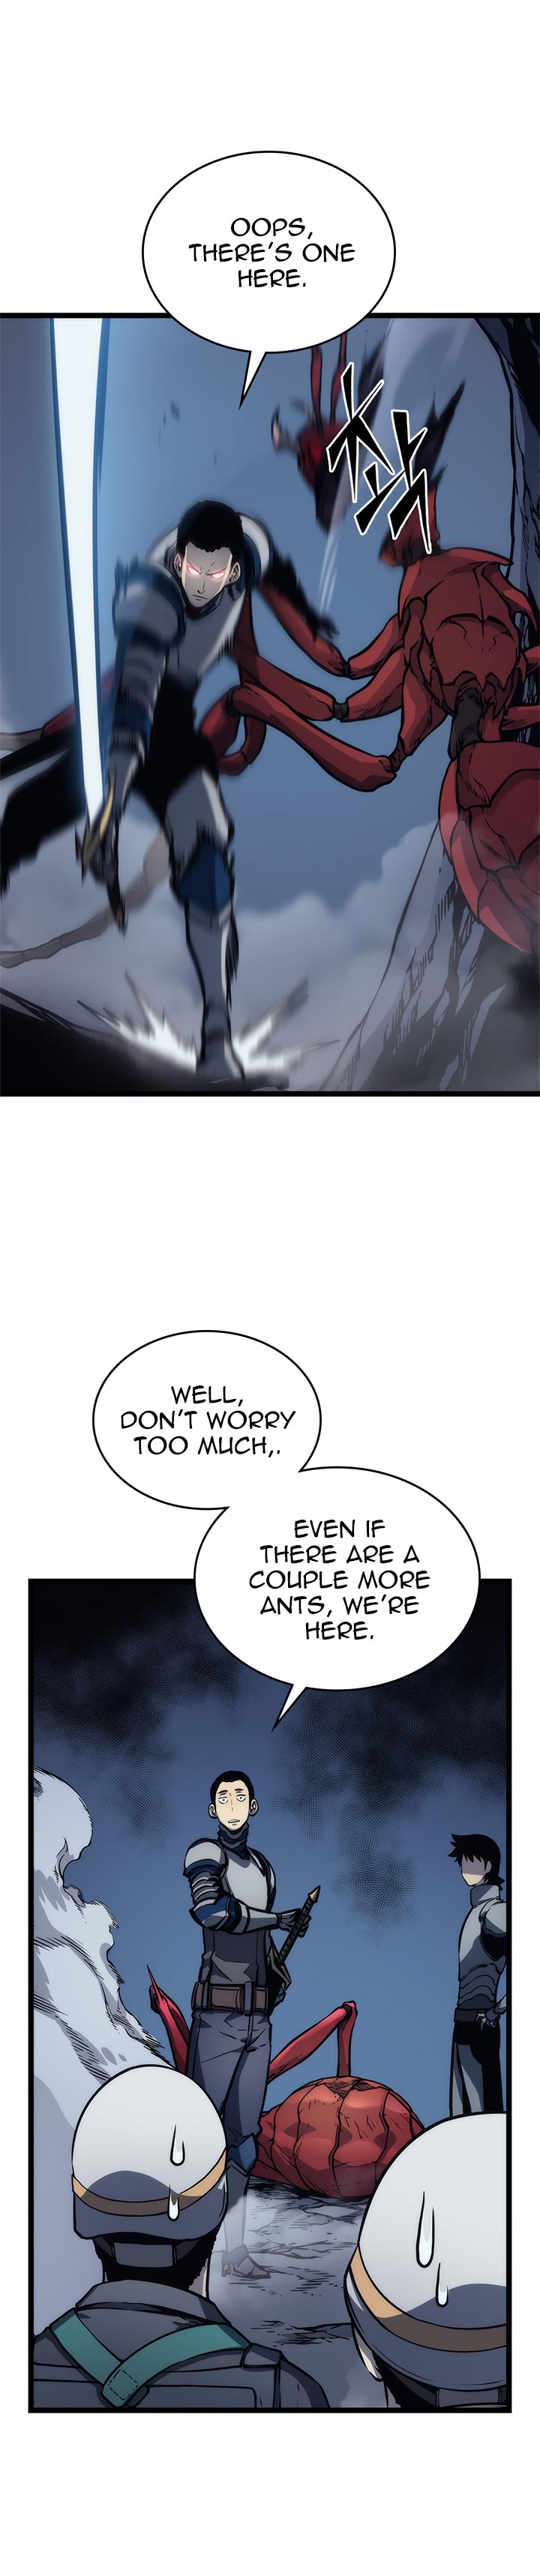 OOPS,
THERE'S ONE
HERE.
WELL,
DON'T WORRY
TOO MUCH,.
EVEN IF
THERE ARE A
COUPLE MORE
ANTS, WE'RE
HERE.